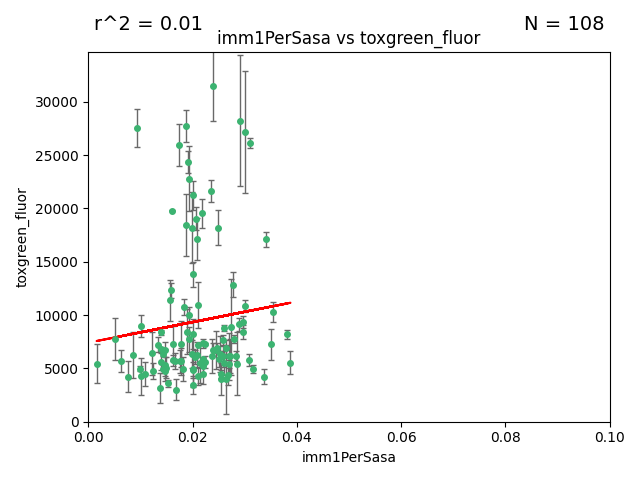 r^2 = 0.01
N = 108
imm1PerSasa vs toxgreen_fluor
30000
25000
20000
15000
10000
5000
0
toxgreen_fluor
0.00
0.02
0.04
0.06
0.08
0.10
imm1PerSasa